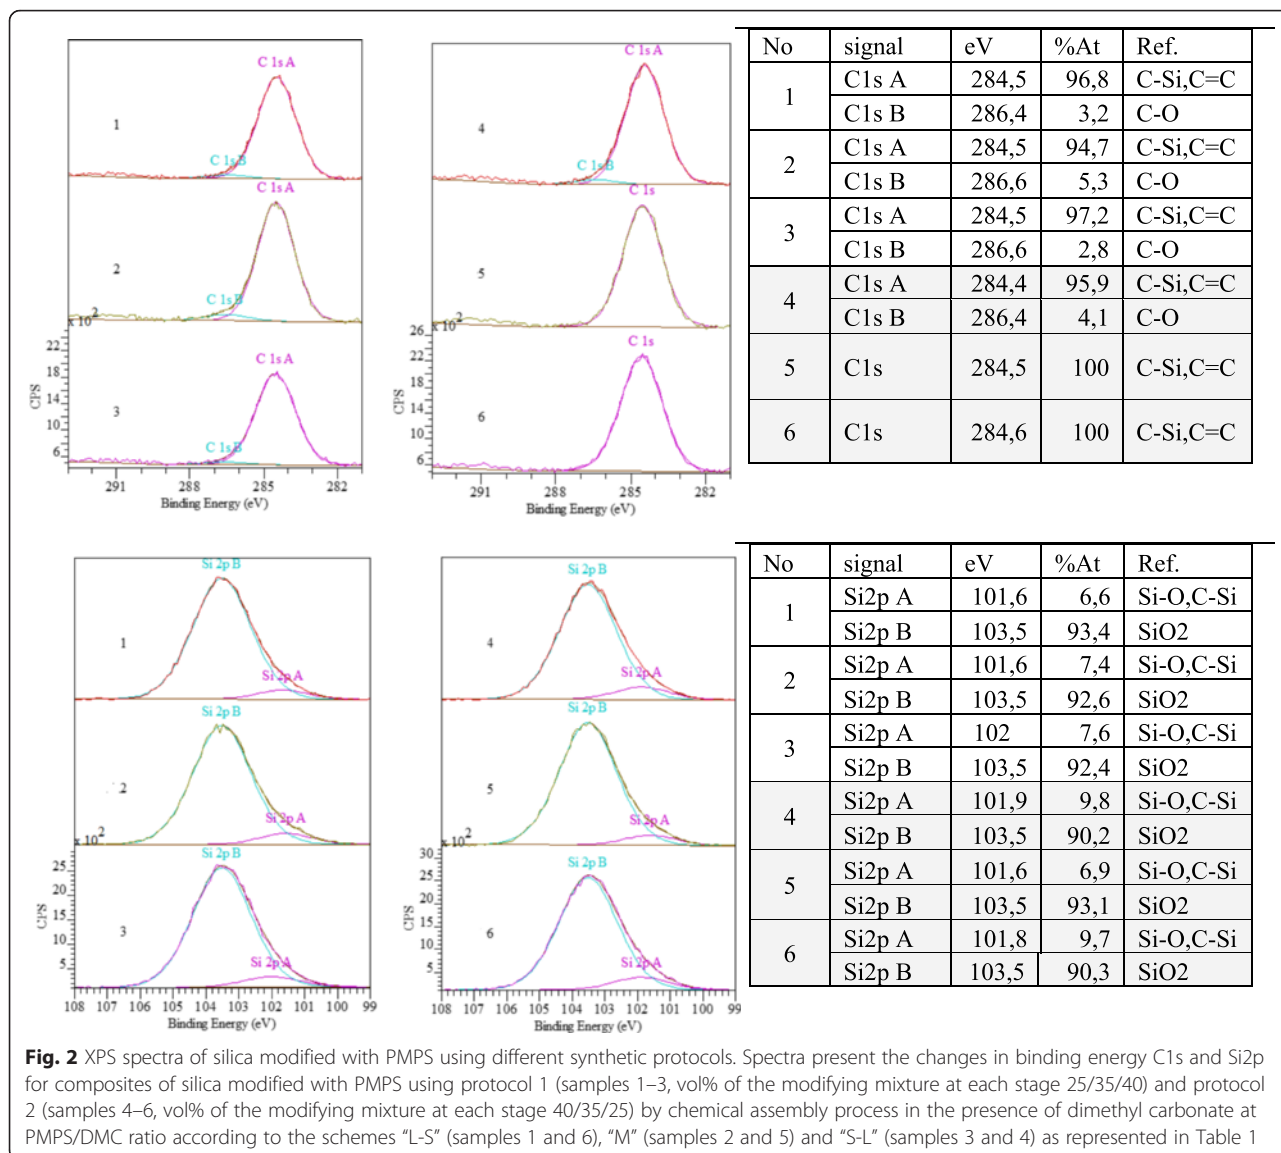 C 1s A
1
C 1s B
C 1s A
2
C 1s B
x 10²
C 1s A
3
C 1s B
22
18
14
10
6
CPS
291
288
285
282
Binding Energy (eV)
C 1s A
4
C 1s B
C 1s
5
x 10²
C 1s
6
26
22
18
14
10
6
CPS
291
288
285
282
Binding Energy (eV)
No signal eV %At Ref.
1 C1s A 284,5 96,8 C-Si,C=C
C1s B 286,4 3,2 C-O
2 C1s A 284,5 94,7 C-Si,C=C
C1s B 286,6 5,3 C-O
3 C1s A 284,5 97,2 C-Si,C=C
C1s B 286,6 2,8 C-O
4 C1s A 284,4 95,9 C-Si,C=C
C1s B 286,4 4,1 C-O
5 C1s 284,5 100 C-Si,C=C
6 C1s 284,6 100 C-Si,C=C
Si 2p B
1
Si 2p A
Si 2p B
2
Si 2p A
x 10²
Si 2p B
3
Si 2p A
25
20
15
10
5
CPS
108 107 106 105 104 103 102 101 100 99
Binding Energy (eV)
Si 2p B
4
Si 2p A
Si 2p B
5
Si 2p A
x 10²
Si 2p B
6
Si 2p A
30
25
20
15
10
5
CPS
108 107 106 105 104 103 102 101 100 99
Binding Energy (eV)
No signal eV %At Ref.
1 Si2p A 101,6 6,6 Si-O,C-Si
Si2p B 103,5 93,4 SiO2
2 Si2p A 101,6 7,4 Si-O,C-Si
Si2p B 103,5 92,6 SiO2
3 Si2p A 102 7,6 Si-O,C-Si
Si2p B 103,5 92,4 SiO2
4 Si2p A 101,9 9,8 Si-O,C-Si
Si2p B 103,5 90,2 SiO2
5 Si2p A 101,6 6,9 Si-O,C-Si
Si2p B 103,5 93,1 SiO2
6 Si2p A 101,8 9,7 Si-O,C-Si
Si2p B 103,5 90,3 SiO2
Fig. 2 XPS spectra of silica modified with PMPS using different synthetic protocols. Spectra present the changes in binding energy C1s and Si2p
for composites of silica modified with PMPS using protocol 1 (samples 1–3, vol% of the modifying mixture at each stage 25/35/40) and protocol
2 (samples 4–6, vol% of the modifying mixture at each stage 40/35/25) by chemical assembly process in the presence of dimethyl carbonate at
PMPS/DMC ratio according to the schemes “L-S” (samples 1 and 6), “M” (samples 2 and 5) and “S-L” (samples 3 and 4) as represented in Table 1